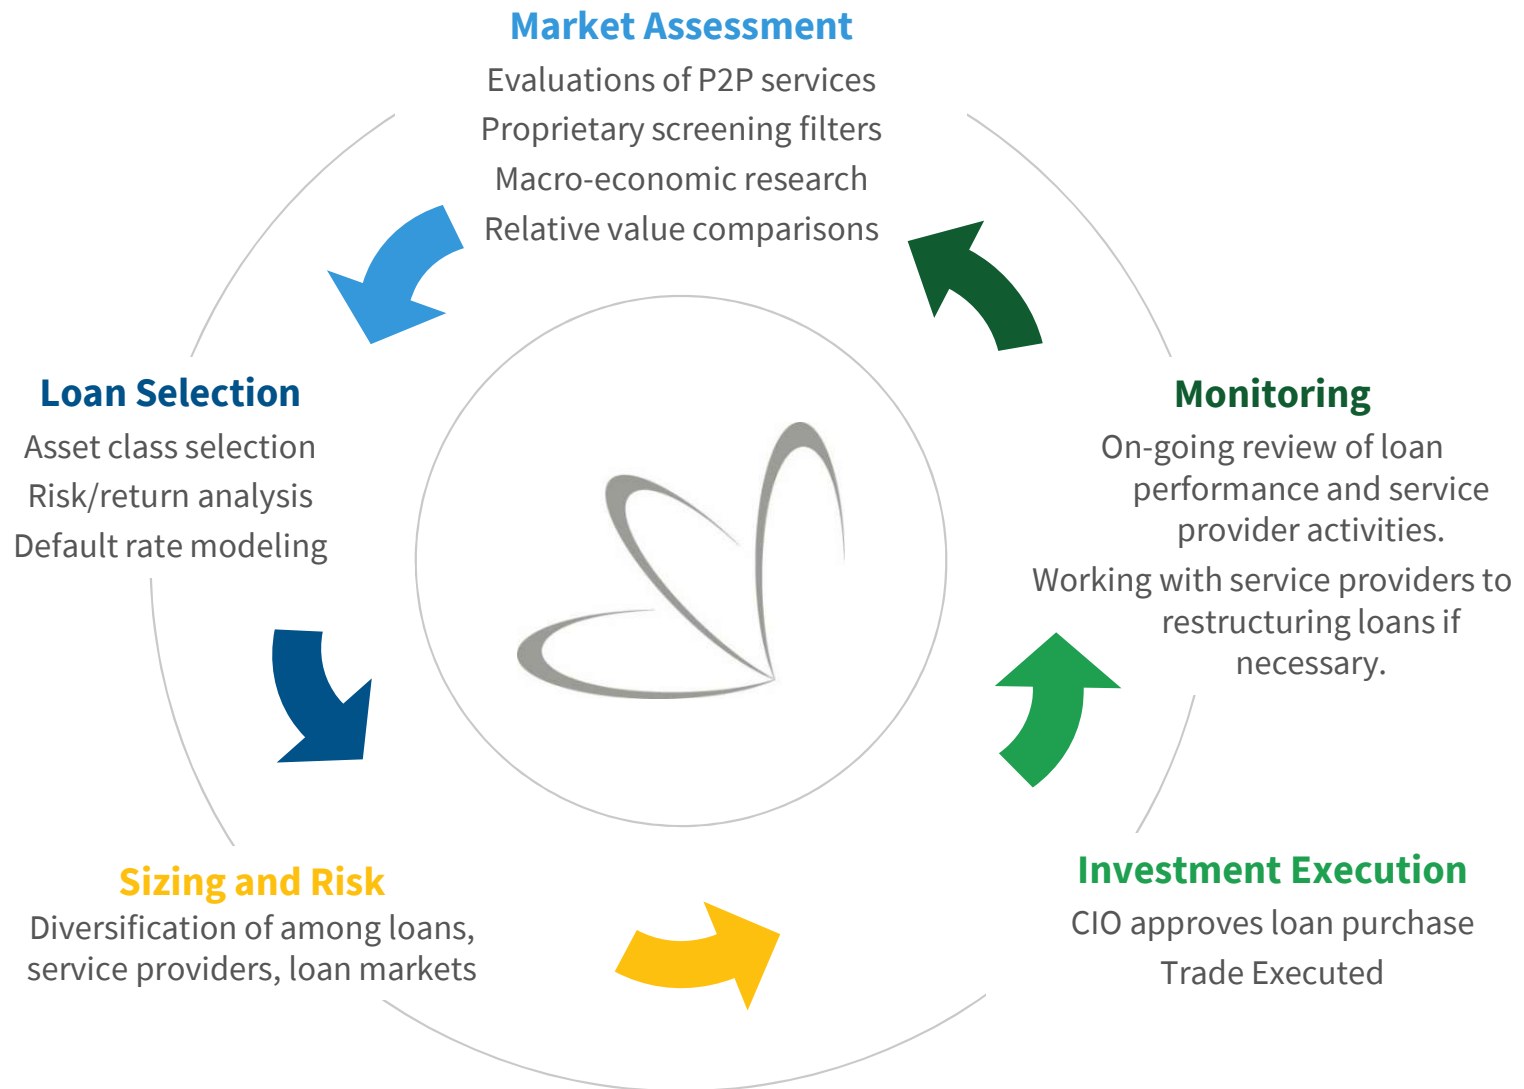 Market Assessment
Evaluations of P2P services
Proprietary screening filters
Macro-economic research
Relative value comparisons
Loan Selection
Asset class selection
Risk/return analysis
Default rate modeling
Sizing and Risk
Diversification of among loans,
service providers, loan markets
Investment Execution
CIO approves loan purchase
Trade Executed
Monitoring
On-going review of loan
performance and service
provider activities.
Working with service providers to
restructuring loans if
necessary.